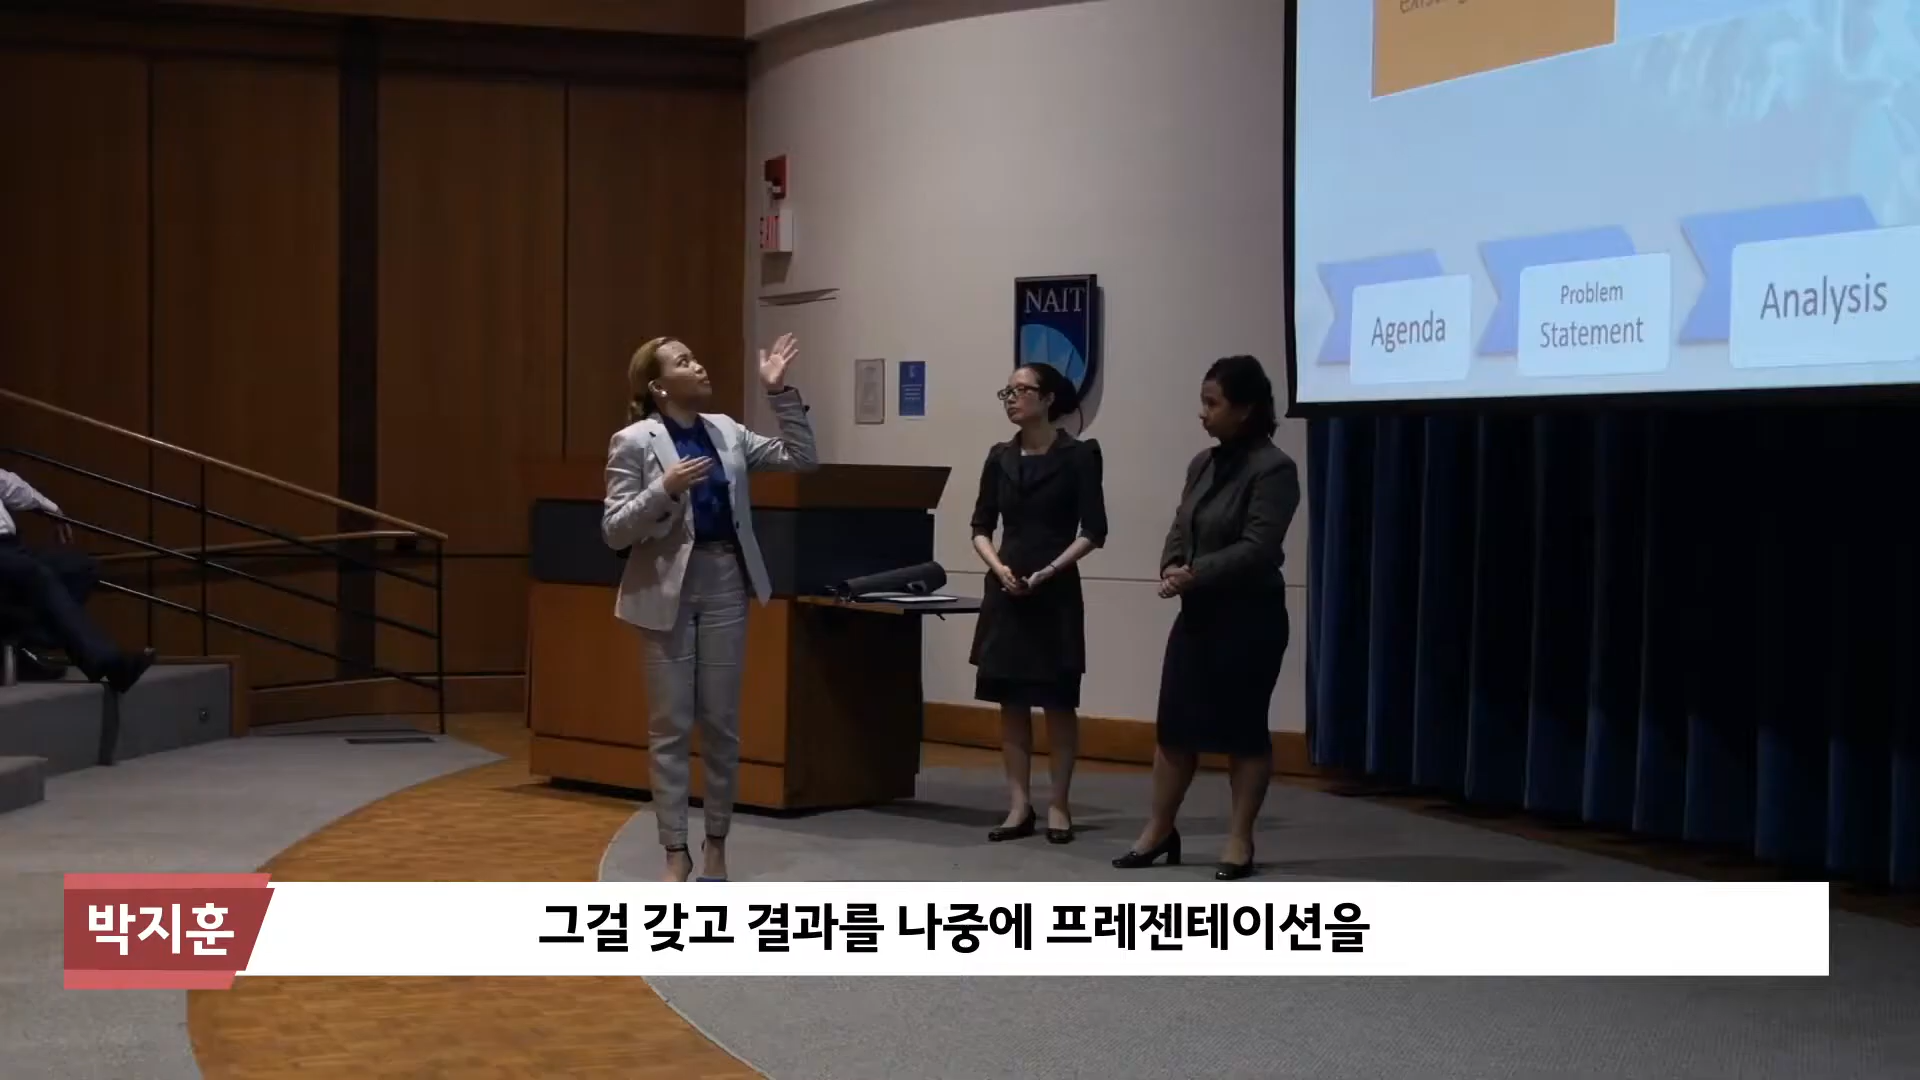 EXIT
NAIT
Agenda
Problem
Statement
Analysis
박지훈
그걸 갖고 결과를 나중에 프레젠테이션을